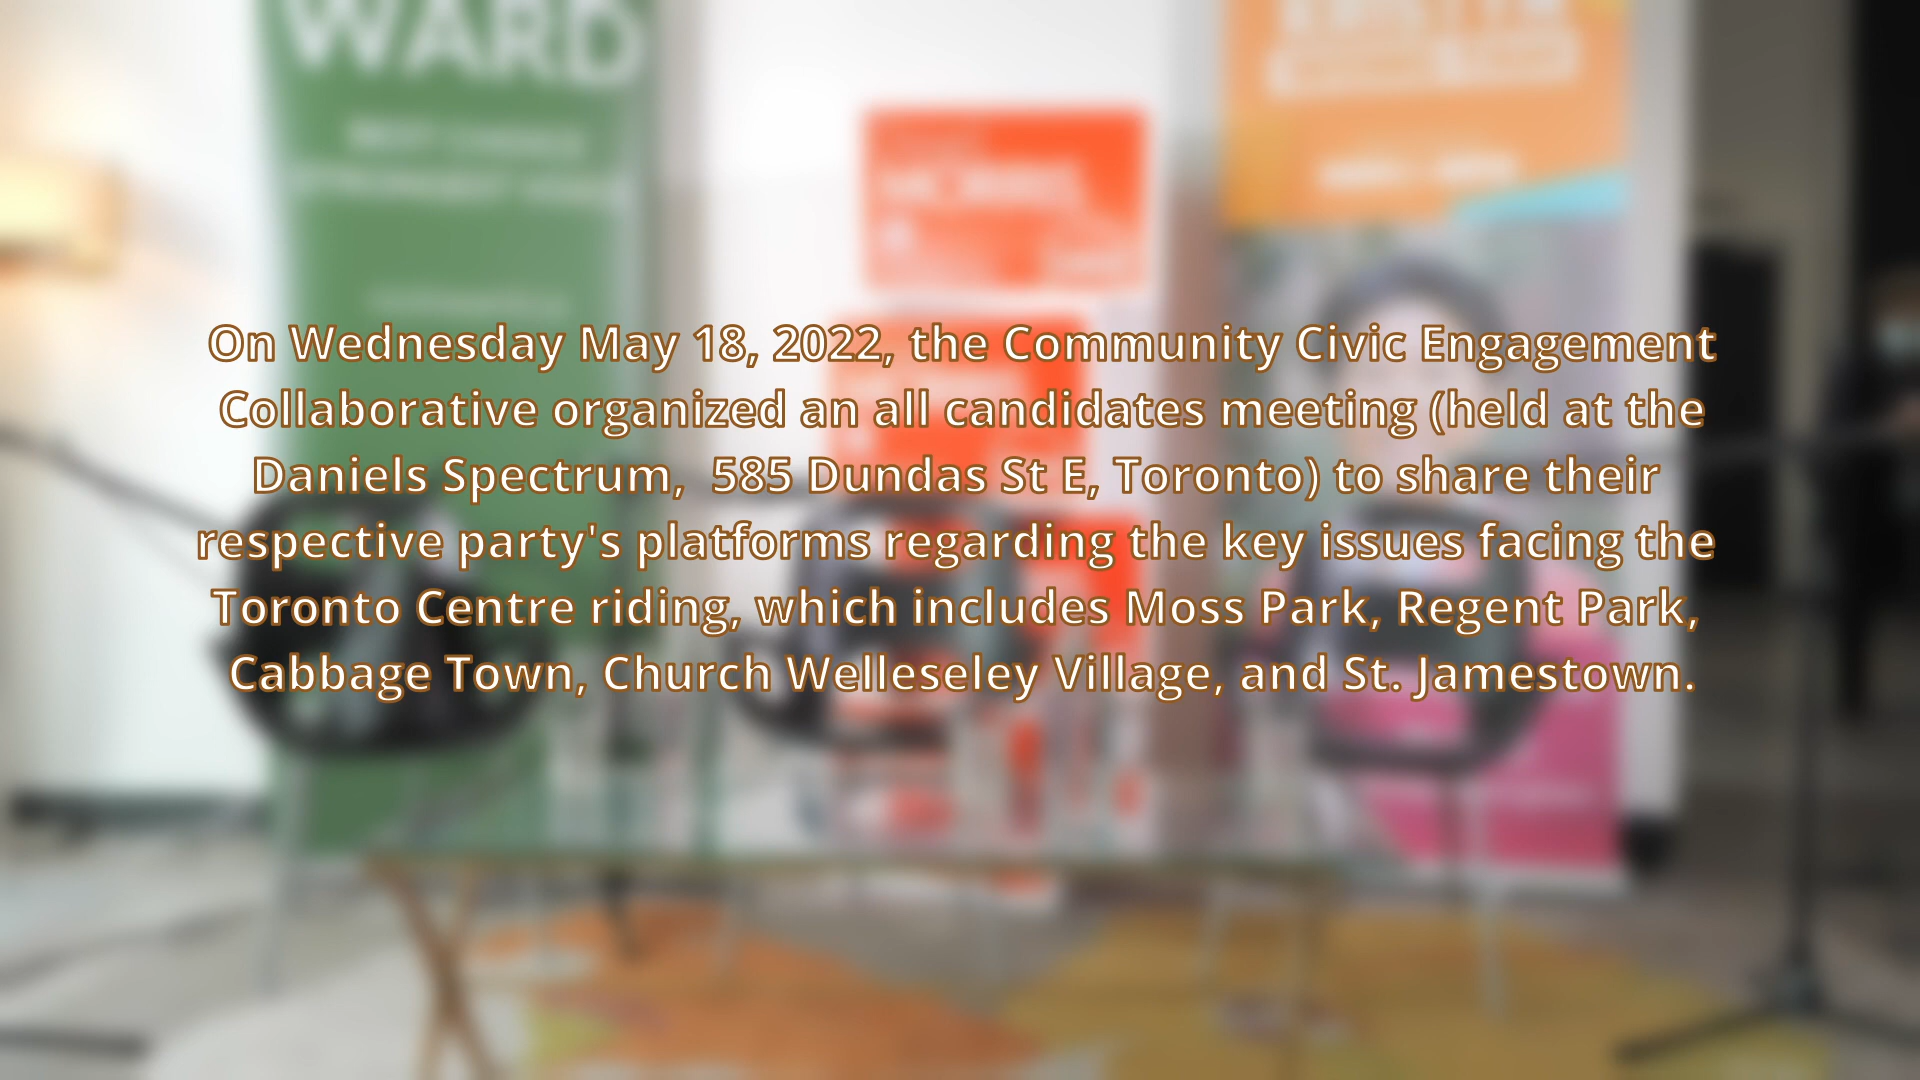 WARD
On Wednesday May 18, 2022, the Community Civic Engagement
Collaborative organized an all candidates meeting (held at the
Daniels Spectrum,  585 Dundas St E, Toronto) to share their
respective party's platforms regarding the key issues facing the
Toronto Centre riding, which includes Moss Park, Regent Park,
Cabbage Town, Church Welleseley Village, and St. Jamestown.